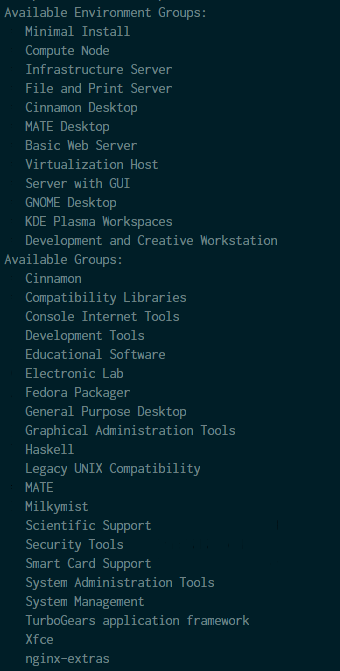 Available Environment Groups:
Minimal Install
Compute Node
Infrastructure Server
File and Print Server
Cinnamon Desktop
MATE Desktop
Basic Web Server
Virtualization Host
Server with GUI
GNOME Desktop
KDE Plasma Workspaces
Development and Creative Workstation
Available Groups:
Cinnamon
Compatibility Libraries
Console Internet Tools
Development Tools
Educational Software
Electronic Lab
Fedora Packager
General Purpose Desktop
Graphical Administration Tools
Haskell
Legacy UNIX Compatibility
MATE
Milkymist
Scientific Support
Security Tools
Smart Card Support
System Administration Tools
System Management
TurboGears application framework
Xfce
nginx-extras